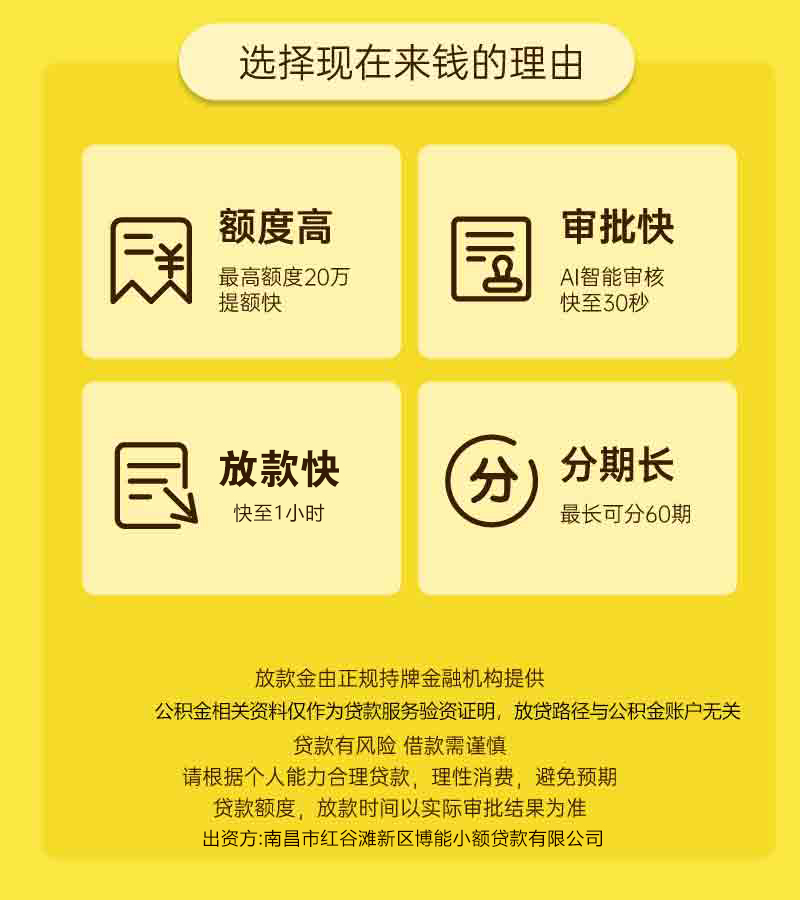 选择现在来钱的理由
额度高
最高额度20万
提额快
审批快
AI智能审核
快至30秒
放款快
快至1小时
分
分期长
最长可分60期
放款金由正规持牌金融机构提供
公积金相关资料仅作为贷款服务验资证明，放贷路径与公积金账户无关
贷款有风险 借款需谨慎
请根据个人能力合理贷款，理性消费，避免预期
贷款额度，放款时间以实际审批结果为准
出资方:南昌市红谷滩新区博能小额贷款有限公司